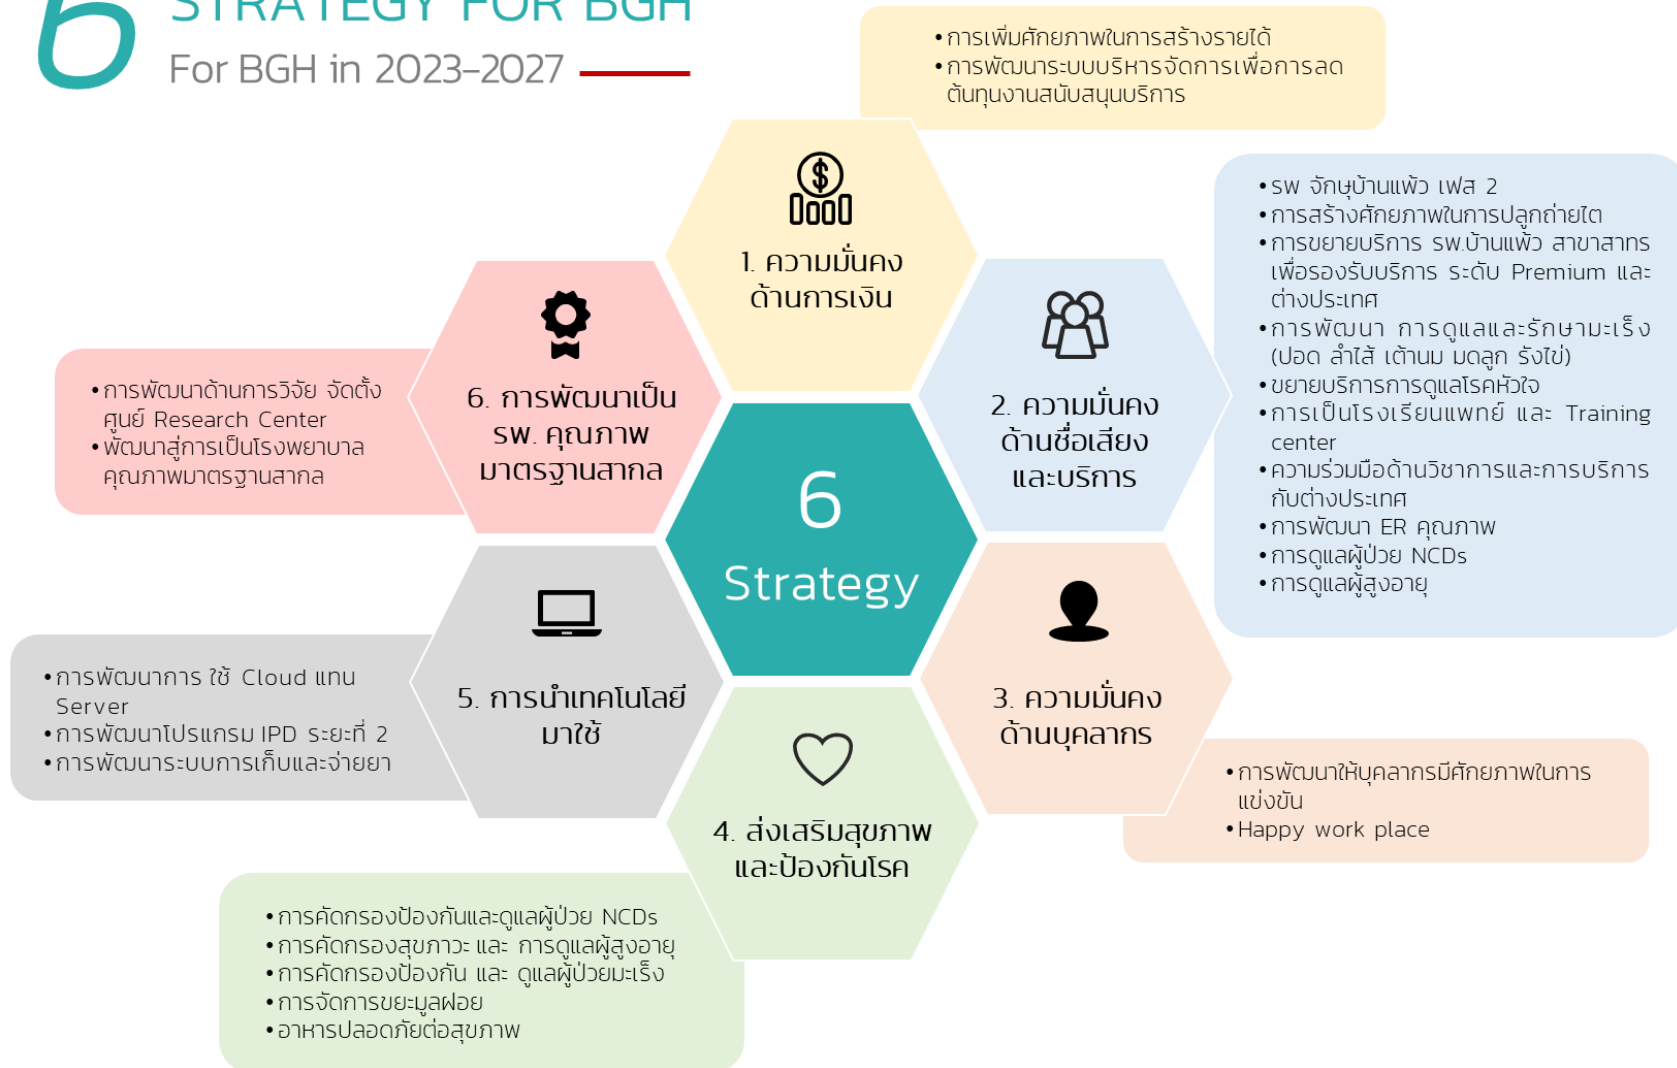 6 STRATEGY FOR BGH
For BGH in 2023-2027
•การเพิ่มศักยภาพในการสร้างรายได้
•การพัฒนาระบบบริหารจัดการเพื่อการลด
ต้นทุนงานสนับสนุนบริการ
1. ความมั่นคง
ด้านการเงิน
•รพ จักษุบ้านแพ้ว เฟส 2
•การสร้างศักยภาพในการปลูกถ่ายไต
•การขยายบริการ รพ.บ้านแพ้ว สาขาสาทร
เพื่อรองรับบริการ ระดับ Premium และ
ต่างประเทศ
•การพัฒนา การดูแลและรักษามะเร็ง
(ปอด ลำไส้ เต้านม มดลูก รังไข่)
•ขยายบริการการดูแลโรคหัวใจ
•การเป็นโรงเรียนแพทย์ และ Training
center
•ความร่วมมือด้านวิชาการและการบริการ
กับต่างประเทศ
•การพัฒนา ER คุณภาพ
•การดูแลผู้ป่วย NCDs
•การดูแลผู้สูงอายุ
2. ความมั่นคง
ด้านชื่อเสียง
และบริการ
6. การพัฒนาเป็น
รพ. คุณภาพ
มาตรฐานสากล
•การพัฒนาด้านการวิจัย จัดตั้ง
ศูนย์ Research Center
•พัฒนาสู่การเป็นโรงพยาบาล
คุณภาพมาตรฐานสากล
6
Strategy
5. การนำเทคโนโลยี
มาใช้
•การพัฒนาการ ใช้ Cloud แทน
Server
•การพัฒนาโปรแกรม IPD ระยะที่ 2
•การพัฒนาระบบการเก็บและจ่ายยา
3. ความมั่นคง
ด้านบุคลากร
•การพัฒนาให้บุคลากรมีศักยภาพในการ
แข่งขัน
•Happy work place
4. ส่งเสริมสุขภาพ
และป้องกันโรค
•การคัดกรองป้องกันและดูแลผู้ป่วย NCDs
•การคัดกรองสุขภาวะ และ การดูแลผู้สูงอายุ
•การคัดกรองป้องกัน และ ดูแลผู้ป่วยมะเร็ง
•การจัดการขยะมูลฝอย
•อาหารปลอดภัยต่อสุขภาพ